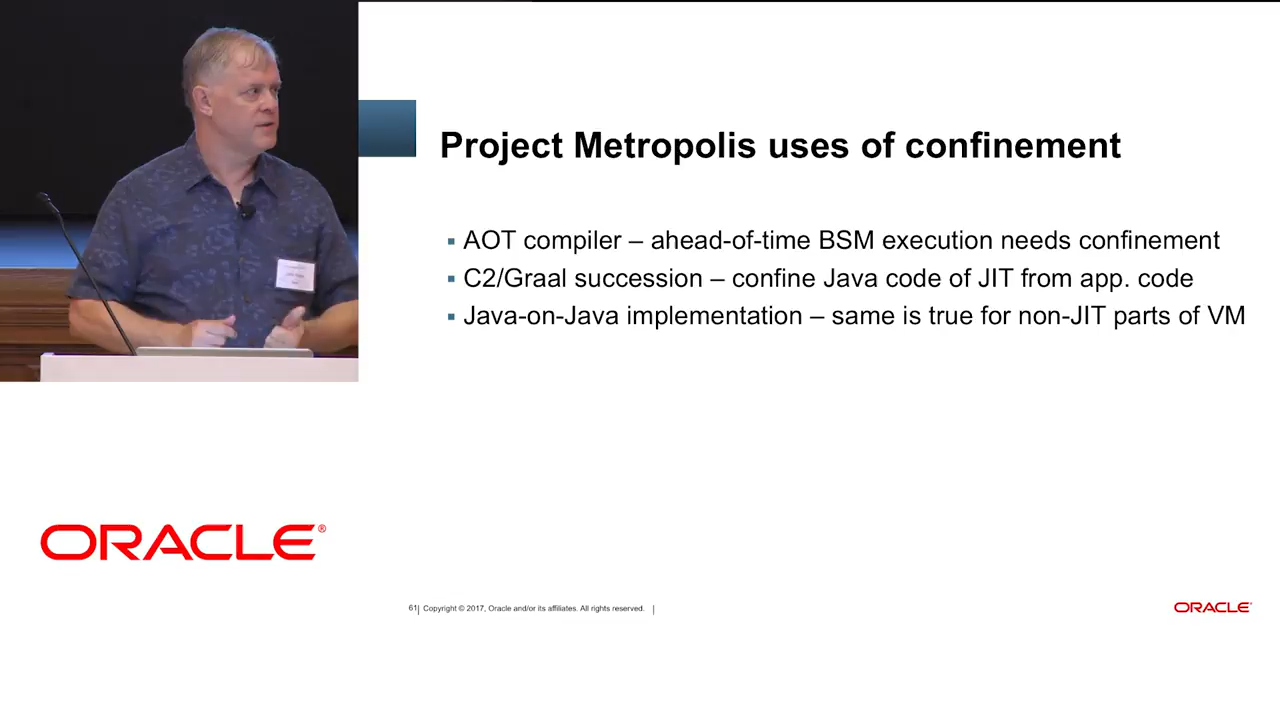 Project Metropolis uses of confinement
▪ AOT compiler – ahead-of-time BSM execution needs confinement
▪ C2/Graal succession – confine Java code of JIT from app. code
▪ Java-on-Java implementation – same is true for non-JIT parts of VM
ORACLE®
61| Copyright © 2017, Oracle and/or its affiliates. All rights reserved. |
ORACLE®